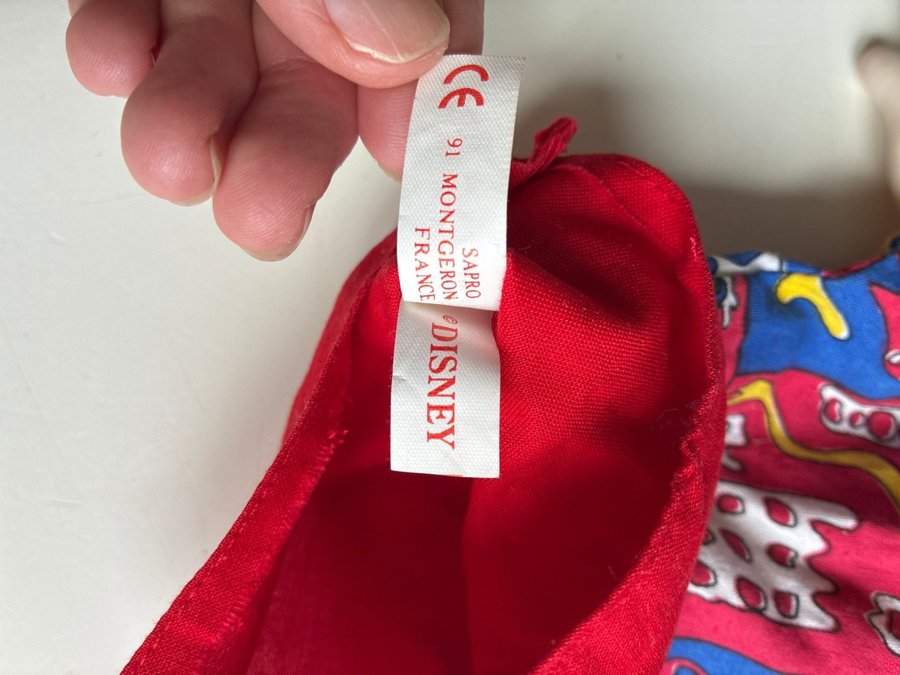 CE
SAPRO
91 MONTGERON
FRANCE
©DISNEY